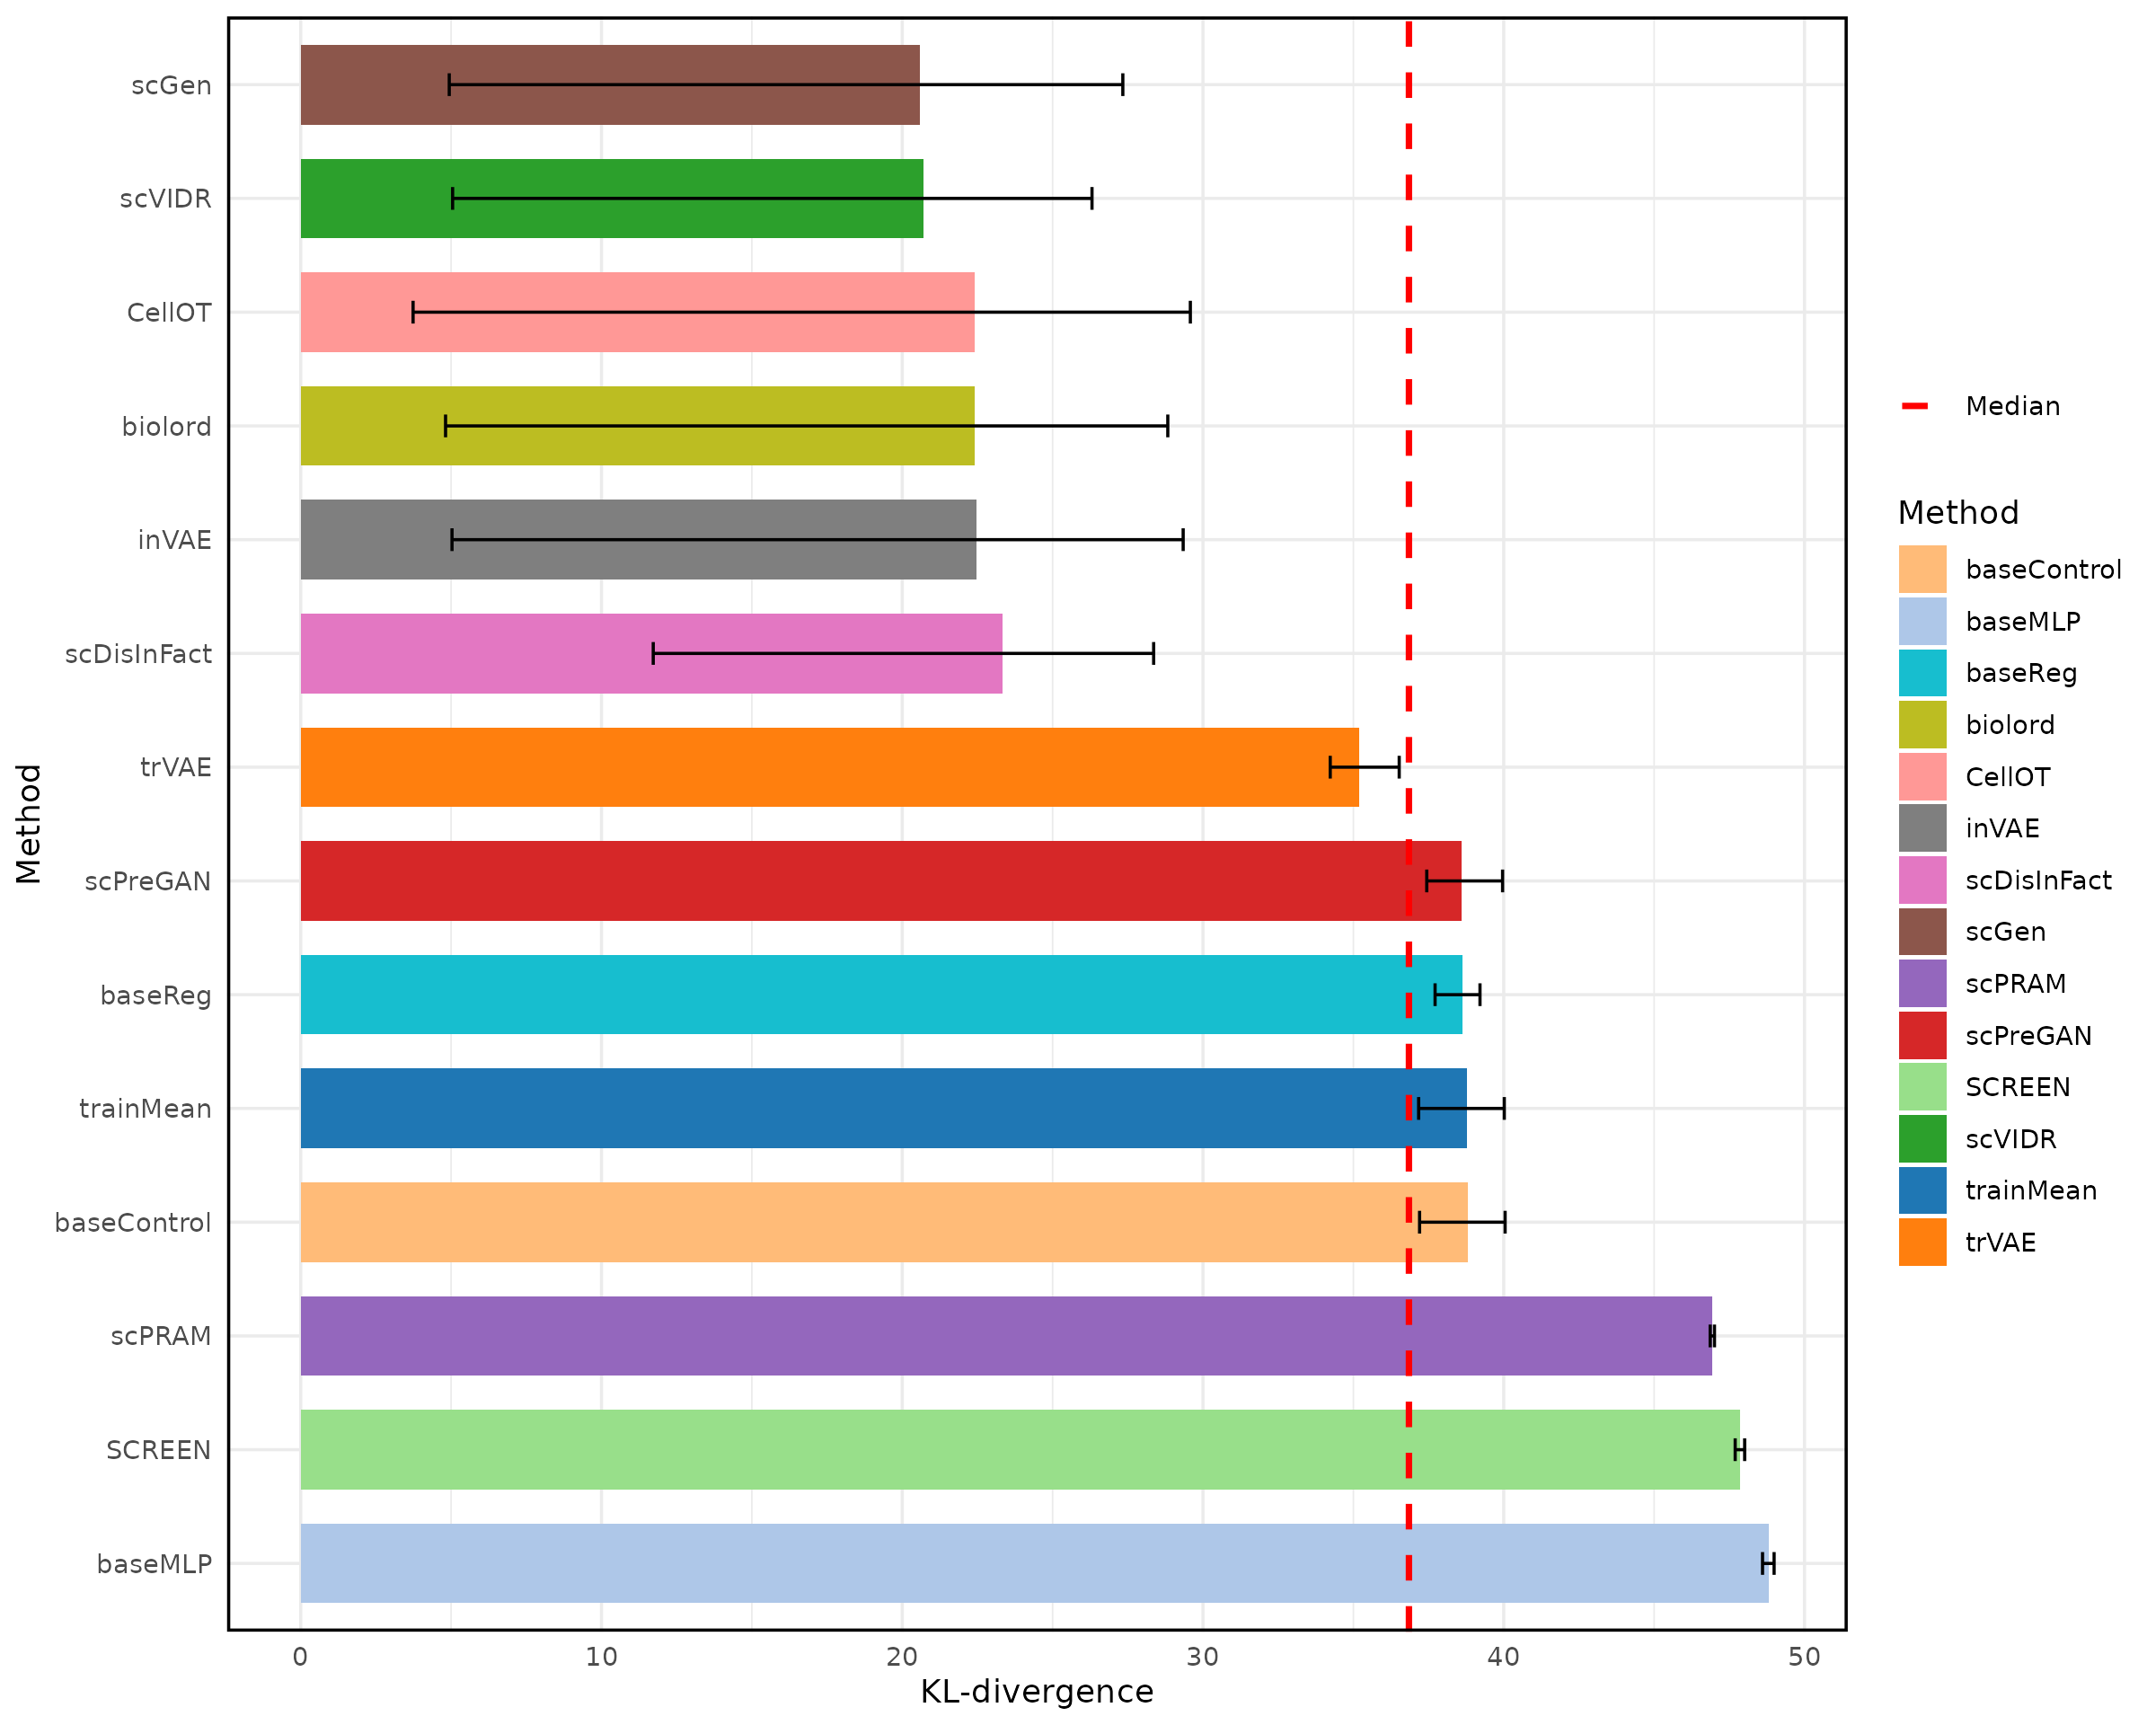 scGen
scVIDR
CellOT
biolord
inVAE
scDisInFact
trVAE
scPreGAN
baseReg
trainMean
baseControl
scPRAM
SCREEN
baseMLP
Method
0 10 20 30 40 50
KL-divergence
Median
Method
baseControl
baseMLP
baseReg
biolord
CellOT
inVAE
scDisInFact
scGen
scPRAM
scPreGAN
SCREEN
scVIDR
trainMean
trVAE